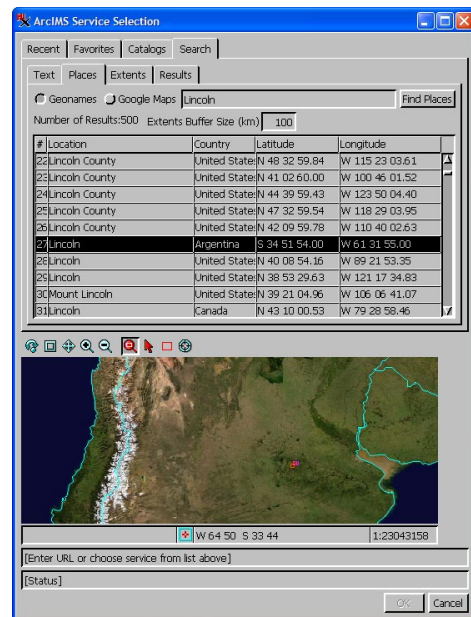 ArcIMS Service Selection
Recent Favorites Catalogs Search
Text Places Extents Results
Geonames Google Maps Lincoln Find Places
Number of Results:500 Extents Buffer Size (km) 100
# Location Country Latitude Longitude
22 Lincoln County United State N 48 32 59.84 W 115 23 03.61
23 Lincoln County United State N 41 02 60.00 W 100 46 01.52
24 Lincoln County United State N 44 39 59.43 W 123 50 04.40
25 Lincoln County United State N 47 32 59.54 W 118 29 03.95
26 Lincoln County United State N 42 09 59.78 W 110 40 02.63
27 Lincoln Argentina S 34 51 54.00 W 61 31 55.00
28 Lincoln United State N 40 08 54.16 W 89 21 53.35
29 Lincoln United State N 38 53 29.63 W 121 17 34.83
30 Mount Lincoln United State N 39 21 04.96 W 106 06 41.07
31 Lincoln Canada N 43 10 00.53 W 79 28 58.46
W 64 50 S 33 44 1:23043158
[Enter URL or choose service from list above]
[Status]
OK Cancel